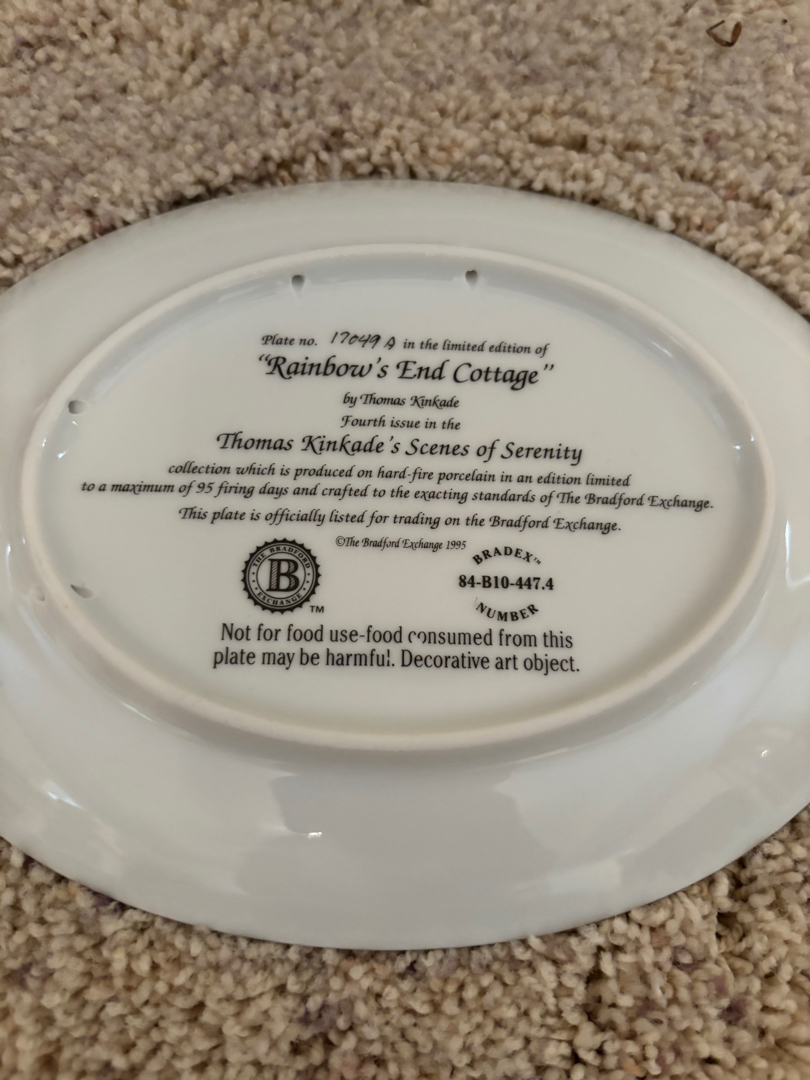 Plate no. 17049 A in the limited edition of
“Rainbow's End Cottage”
by Thomas Kinkade
Fourth issue in the
Thomas Kinkade's Scenes of Serenity
collection which is produced on hard-fire porcelain in an edition limited
to a maximum of 95 firing days and crafted to the exacting standards of The Bradford Exchange.
This plate is officially listed for trading on the Bradford Exchange.
©The Bradford Exchange 1995
THE BRADFORD
B
EXCHANGE
TM
BRADEX™
84-B10-447.4
NUMBER
Not for food use-food consumed from this
plate may be harmful. Decorative art object.